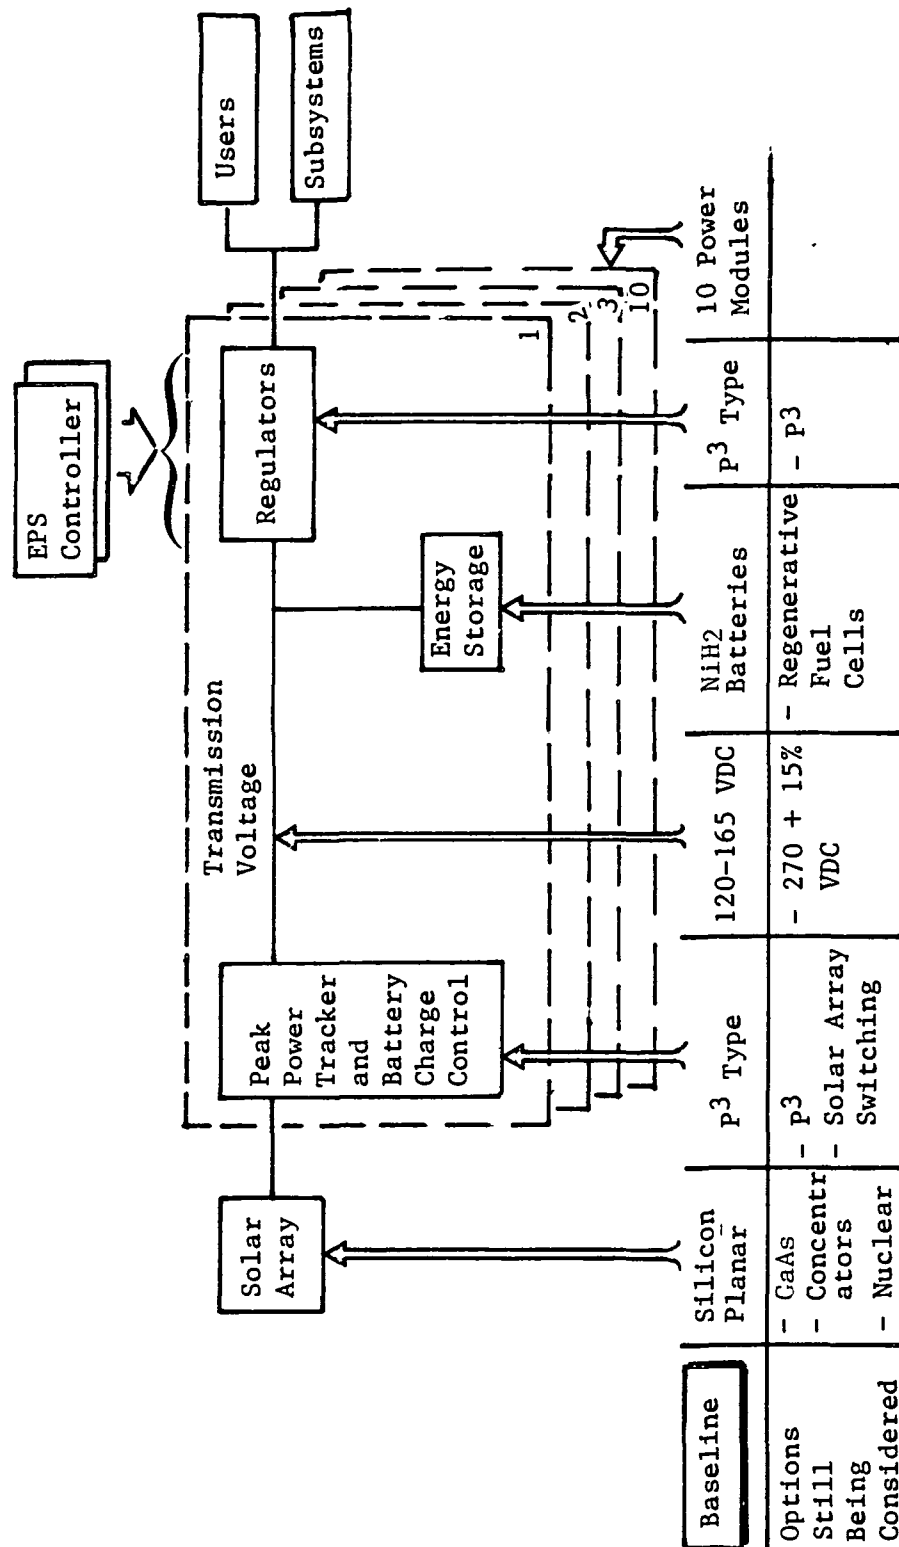 EPS
Controller
Transmission
Voltage
Solar
Array
Peak
Power
Tracker
and
Battery
Charge
Control
Energy
Storage
Regulators
Users
Subsystems
1
2
3
10
Baseline
Silicon
Planar
P3 Type
120-165 VDC
NiH2
Batteries
P3 Type
10 Power
Modules
Options
Still
Being
Considered
- GaAs
- Concentr
ators
- Nuclear
- P3
- Solar Array
Switching
- 270 + 15%
VDC
- Regenerative
Fuel
Cells
- P3